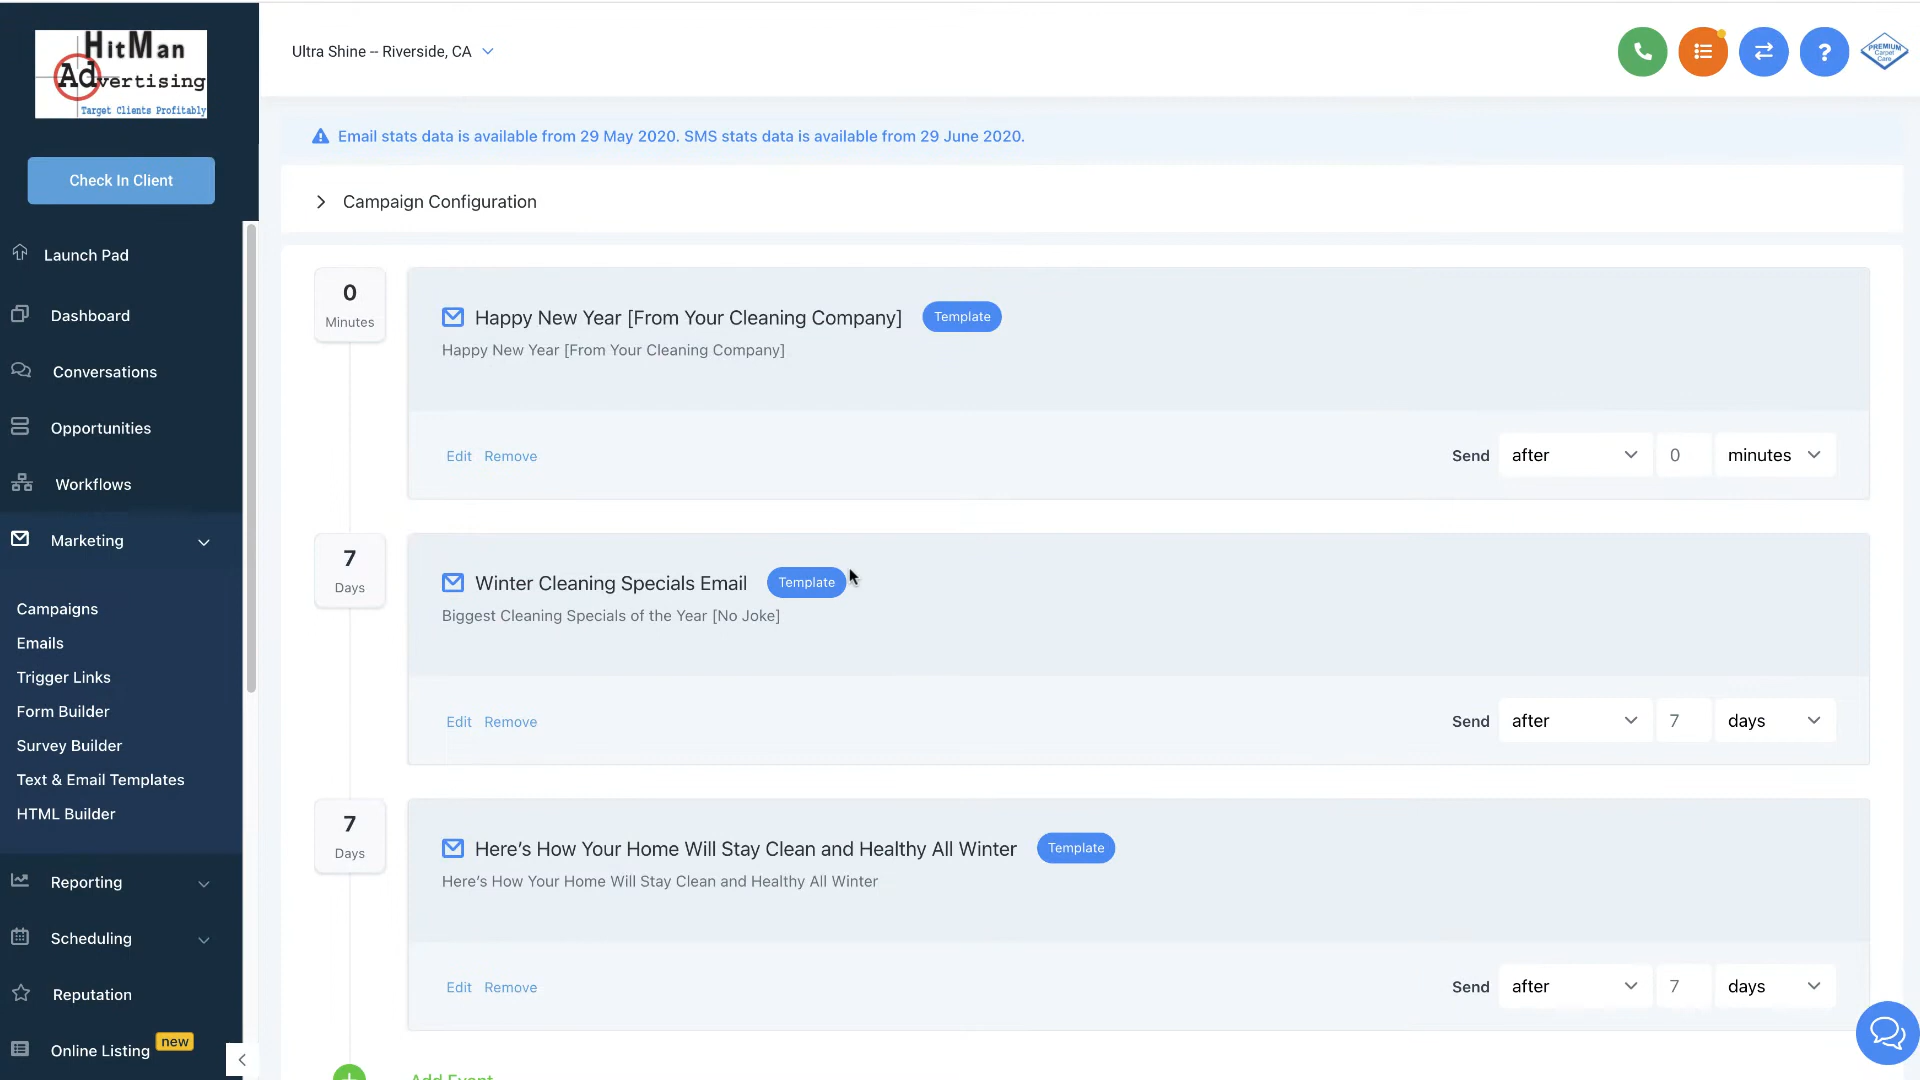 HitMan
Advertising
Target Clients Profitably
Check In Client
Launch Pad
Dashboard
Conversations
Opportunities
Workflows
Marketing
Campaigns
Emails
Trigger Links
Form Builder
Survey Builder
Text & Email Templates
HTML Builder
Reporting
Scheduling
Reputation
Online Listing new
Ultra Shine -- Riverside, CA
?
PREMIUM
Carpet
Care
Email stats data is available from 29 May 2020. SMS stats data is available from 29 June 2020.
Campaign Configuration
0
Minutes
Happy New Year [From Your Cleaning Company] Template
Happy New Year [From Your Cleaning Company]
Edit Remove Send after 0 minutes
7
Days
Winter Cleaning Specials Email Template
Biggest Cleaning Specials of the Year [No Joke]
Edit Remove Send after 7 days
7
Days
Here's How Your Home Will Stay Clean and Healthy All Winter Template
Here's How Your Home Will Stay Clean and Healthy All Winter
Edit Remove Send after 7 days
Add Event